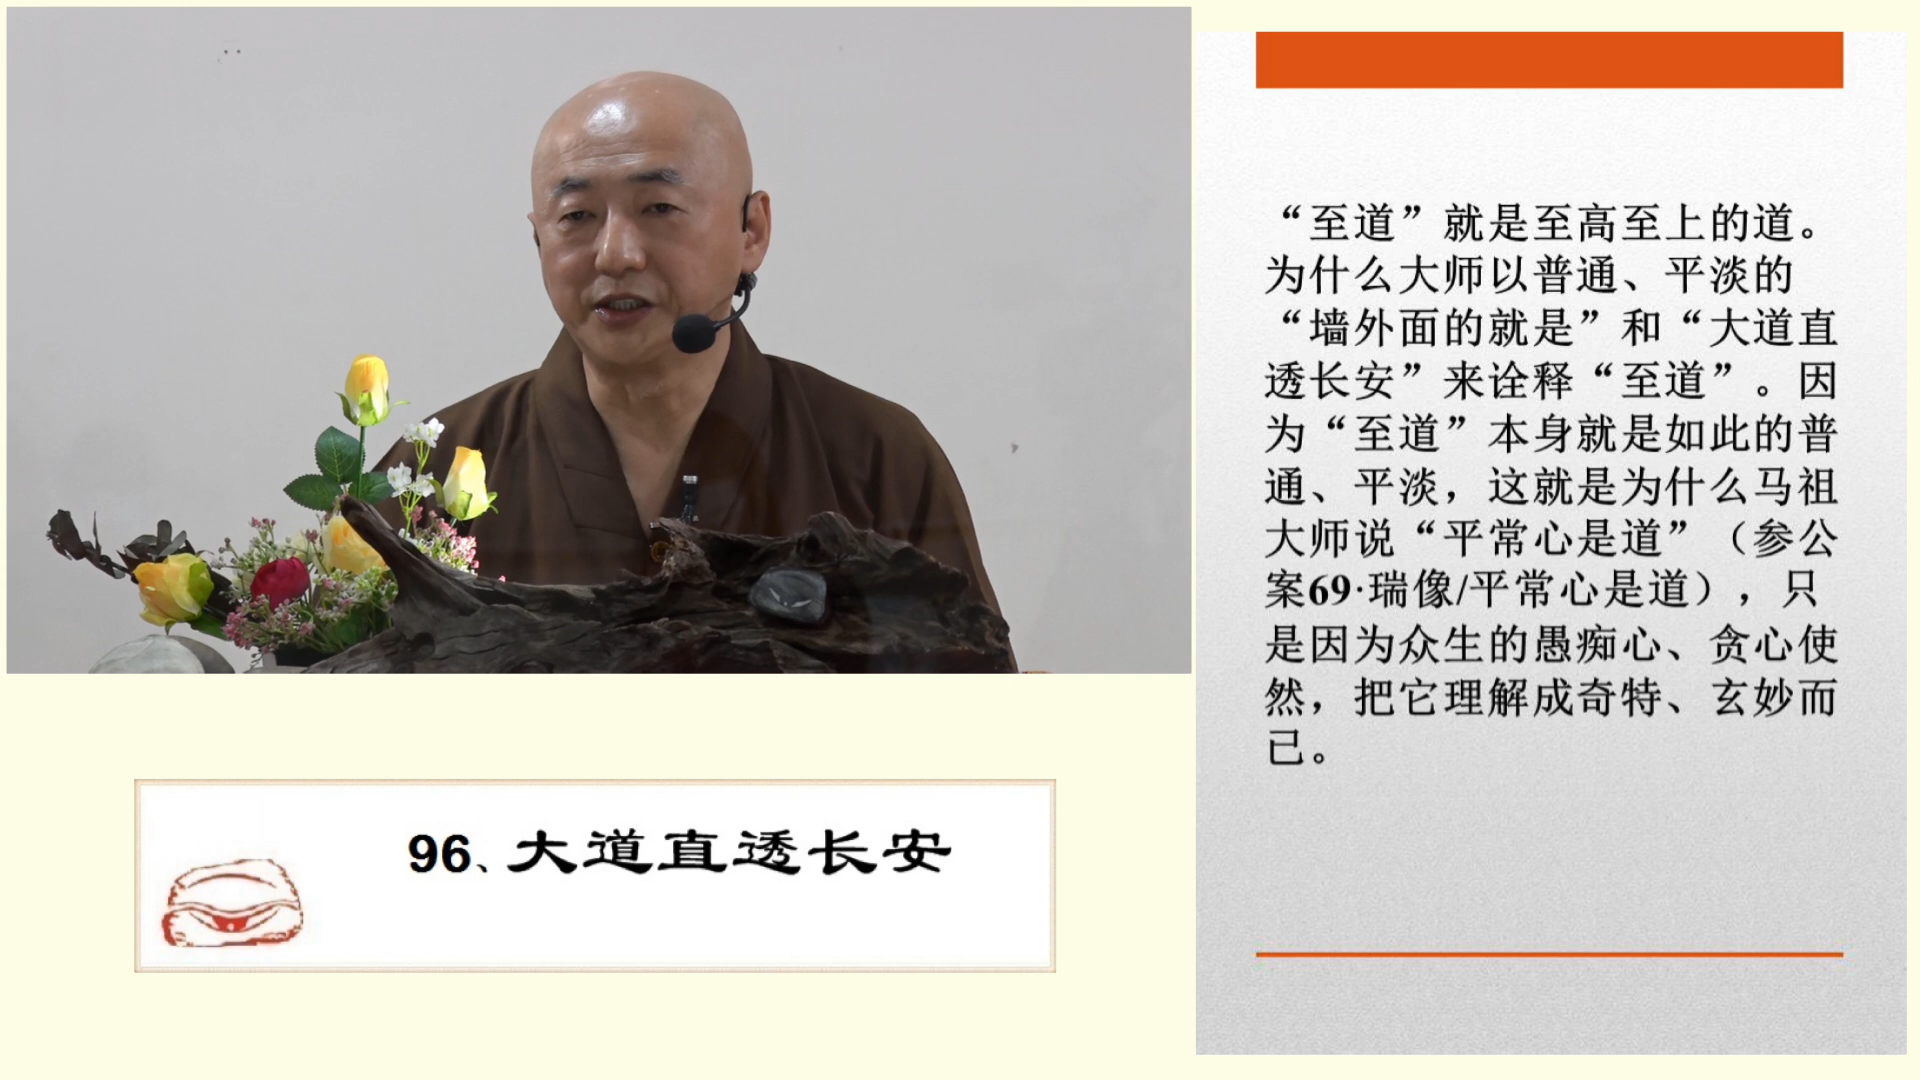 “至道”就是至高至上的道。
为什么大师以普通、平淡的
“墙外面的就是”和“大道直
透长安”来诠释“至道”。因
为“至道”本身就是如此的普
通、平淡，这就是为什么马祖
大师说“平常心是道”（参公
案69·瑞像/平常心是道），只
是因为众生的愚痴心、贪心使
然，把它理解成奇特、玄妙而
已。
96、大道直透长安